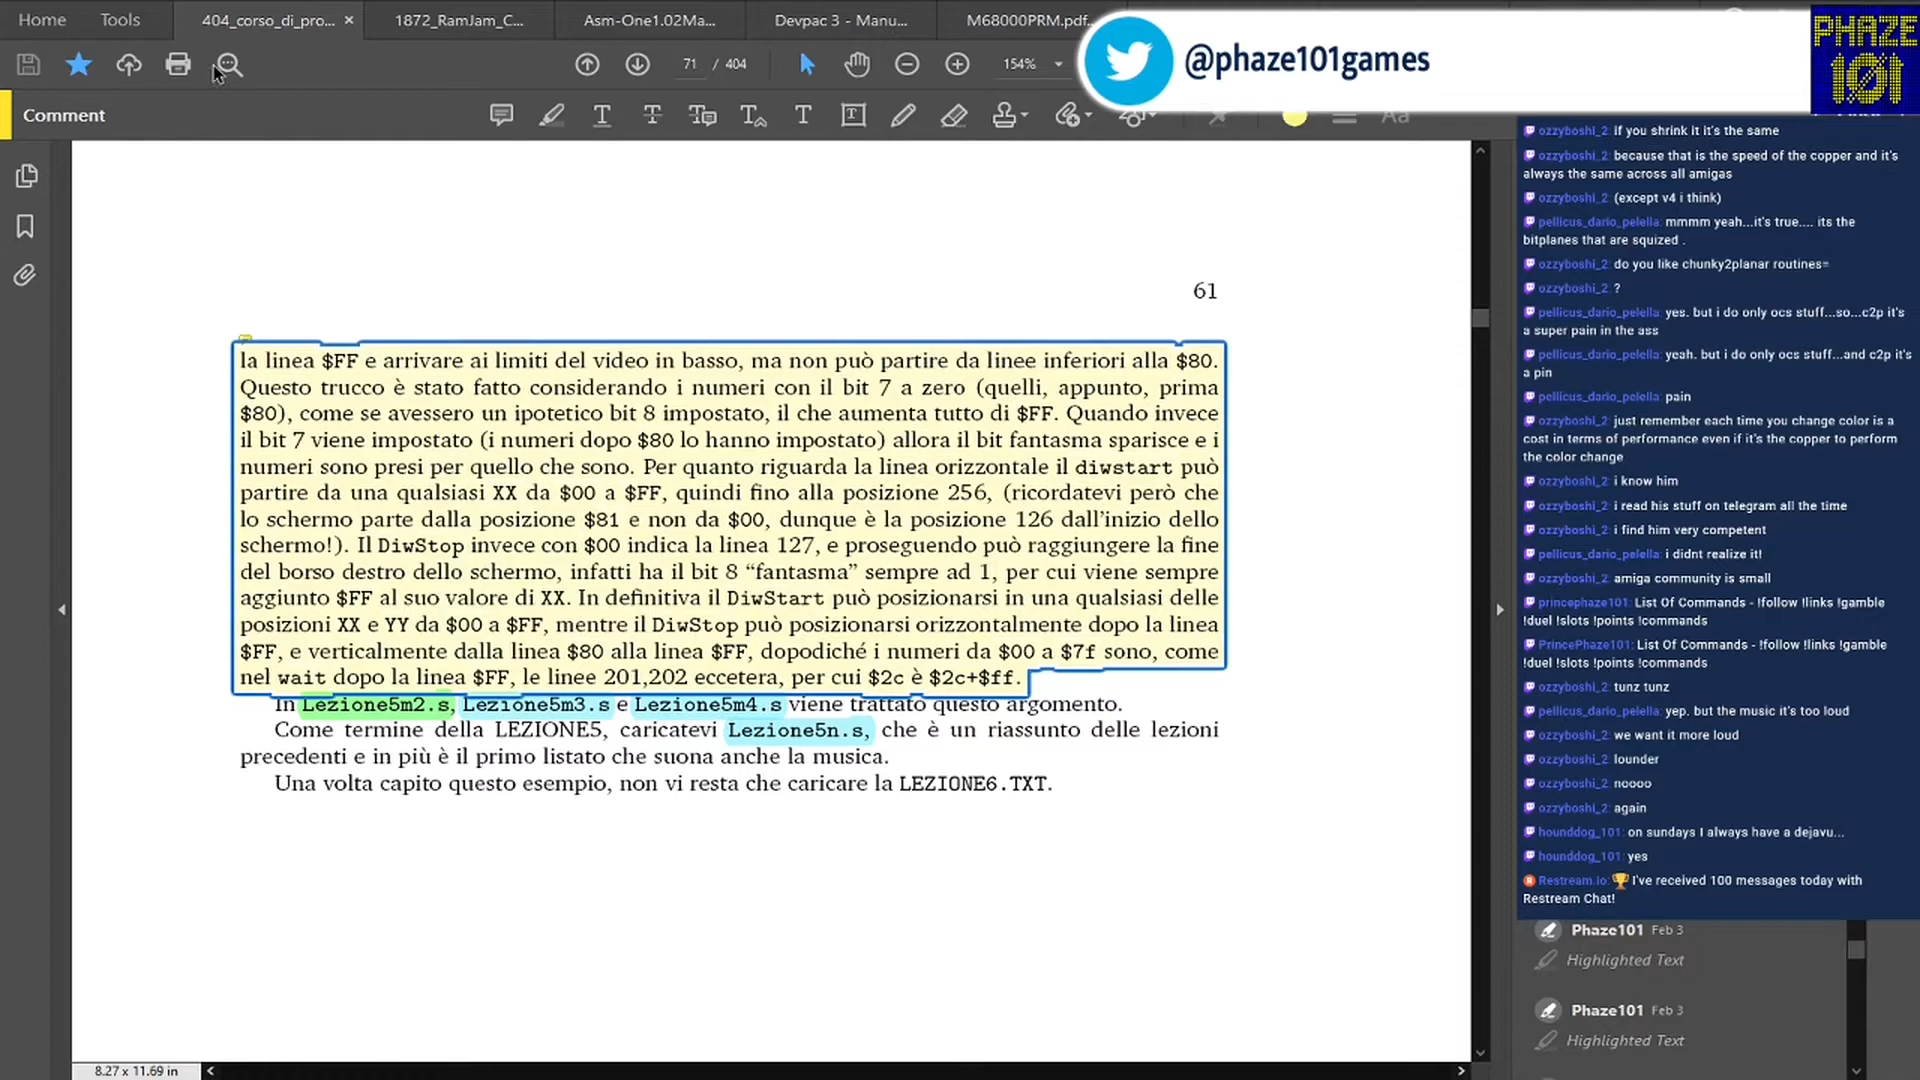 Home
Tools
404_corso_di_pro...
1872_RamJam_C...
Asm-One1.02Ma...
Devpac 3 - Manu...
M68000PRM.pdf...
@phaze101games
PHAZE
101
71 / 404
154%
Comment
61
la linea $FF e arrivare ai limiti del video in basso, ma non può partire da linee inferiori alla $80.
Questo trucco è stato fatto considerando i numeri con il bit 7 a zero (quelli, appunto, prima
$80), come se avessero un ipotetico bit 8 impostato, il che aumenta tutto di $FF. Quando invece
il bit 7 viene impostato (i numeri dopo $80 lo hanno impostato) allora il bit fantasma sparisce e i
numeri sono presi per quello che sono. Per quanto riguarda la linea orizzontale il diwstart può
partire da una qualsiasi XX da $00 a $FF, quindi fino alla posizione 256, (ricordatevi però che
lo schermo parte dalla posizione $81 e non da $00, dunque è la posizione 126 dall'inizio dello
schermo!). Il DiwStop invece con $00 indica la linea 127, e proseguendo può raggiungere la fine
del borso destro dello schermo, infatti ha il bit 8 “fantasma” sempre ad 1, per cui viene sempre
aggiunto $FF al suo valore di XX. In definitiva il DiwStart può posizionarsi in una qualsiasi delle
posizioni XX e YY da $00 a $FF, mentre il DiwStop può posizionarsi orizzontalmente dopo la linea
$FF, e verticalmente dalla linea $80 alla linea $FF, dopodiché i numeri da $00 a $7f sono, come
nel wait dopo la linea $FF, le linee 201,202 eccetera, per cui $2c è $2c+$ff.
In Lezione5m2.s, Lezione5m3.s e Lezione5m4.s viene trattato questo argomento.
Come termine della LEZIONE5, caricatevi Lezione5n.s, che è un riassunto delle lezioni
precedenti e in più è il primo listato che suona anche la musica.
Una volta capito questo esempio, non vi resta che caricare la LEZIONE6.TXT.
8.27 x 11.69 in
ozzyboshi_2: if you shrink it it's the same
ozzyboshi_2: because that is the speed of the copper and it's
always the same across all amigas
ozzyboshi_2: (except v4 i think)
pellicus_dario_pelella: mmmm yeah...it's true.... its the
bitplanes that are squized .
ozzyboshi_2: do you like chunky2planar routines=
ozzyboshi_2: ?
pellicus_dario_pelella: yes. but i do only ocs stuff...so...c2p it's
a super pain in the ass
pellicus_dario_pelella: yeah. but i do only ocs stuff...and c2p it's
a pin
pellicus_dario_pelella: pain
ozzyboshi_2: just remember each time you change color is a
cost in terms of performance even if it's the copper to perform
the color change
ozzyboshi_2: i know him
ozzyboshi_2: i read his stuff on telegram all the time
ozzyboshi_2: i find him very competent
pellicus_dario_pelella: i didnt realize it!
ozzyboshi_2: amiga community is small
princephaze101: List Of Commands - !follow !links !gamble
!duel !slots !points !commands
PrincePhaze101: List Of Commands - !follow !links !gamble
!duel !slots !points !commands
ozzyboshi_2: tunz tunz
pellicus_dario_pelella: yep. but the music it's too loud
ozzyboshi_2: we want it more loud
ozzyboshi_2: lounder
ozzyboshi_2: noooo
ozzyboshi_2: again
hounddog_101: on sundays I always have a dejavu...
hounddog_101: yes
Restream.io: 🏆 I've received 100 messages today with
Restream Chat!
Phaze101 Feb 3
Highlighted Text
Phaze101 Feb 3
Highlighted Text